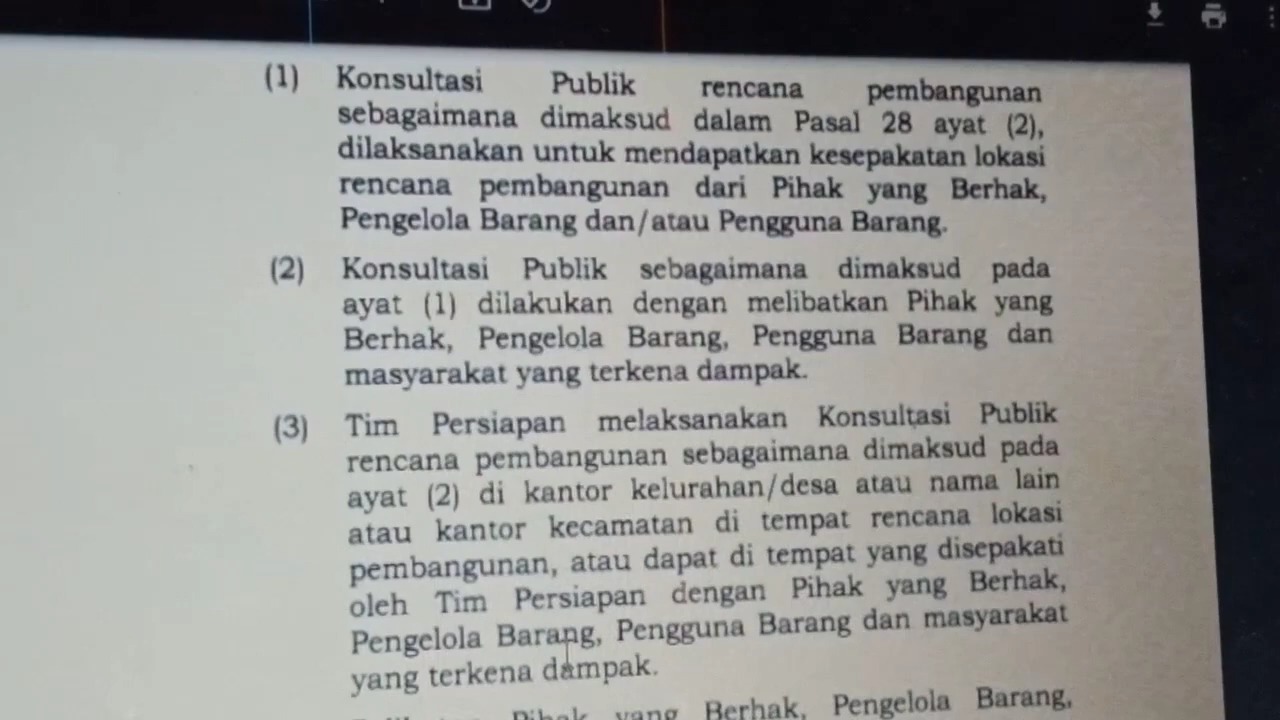 (1) Konsultasi Publik rencana pembangunan
sebagaimana dimaksud dalam Pasal 28 ayat (2),
dilaksanakan untuk mendapatkan kesepakatan lokasi
rencana pembangunan dari Pihak yang Berhak,
Pengelola Barang dan/atau Pengguna Barang.
(2) Konsultasi Publik sebagaimana dimaksud pada
ayat (1) dilakukan dengan melibatkan Pihak yang
Berhak, Pengelola Barang, Pengguna Barang dan
masyarakat yang terkena dampak.
(3) Tim Persiapan melaksanakan Konsultasi Publik
rencana pembangunan sebagaimana dimaksud pada
ayat (2) di kantor kelurahan/desa atau nama lain
atau kantor kecamatan di tempat rencana lokasi
pembangunan, atau dapat di tempat yang disepakati
oleh Tim Persiapan dengan Pihak yang Berhak,
Pengelola Barang, Pengguna Barang dan masyarakat
yang terkena dampak.
Pihak yang Berhak, Pengelola Barang,